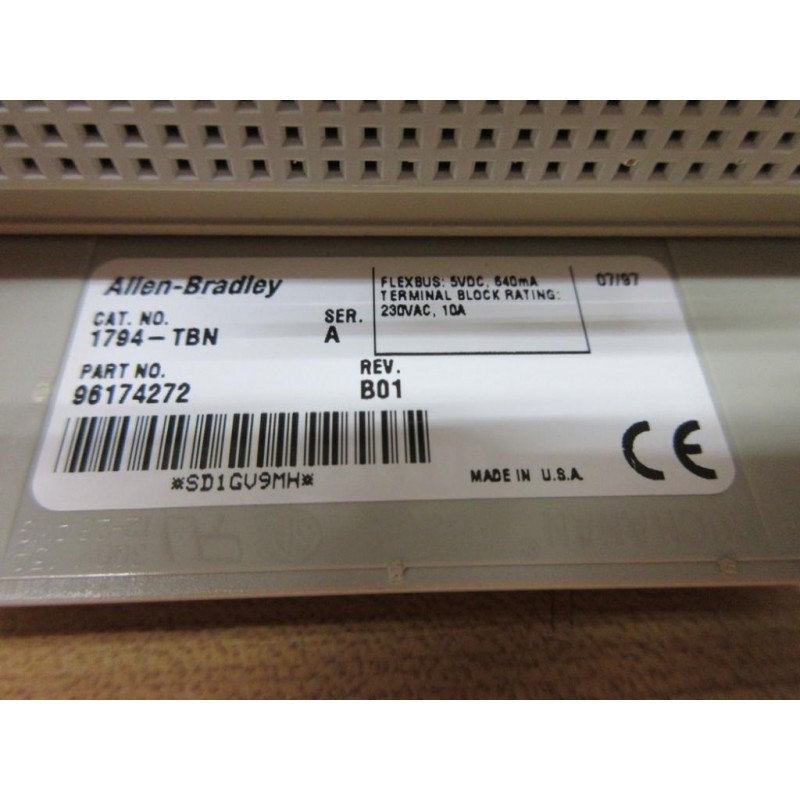 Allen-Bradley
CAT. NO.
1794-TBN
SER.
A
FLEXBUS: 5VDC, 640mA
TERMINAL BLOCK RATING:
230VAC, 10A
07/97
PART NO.
96174272
REV.
B01
*SD1GV9MH*
MADE IN U.S.A.
CE